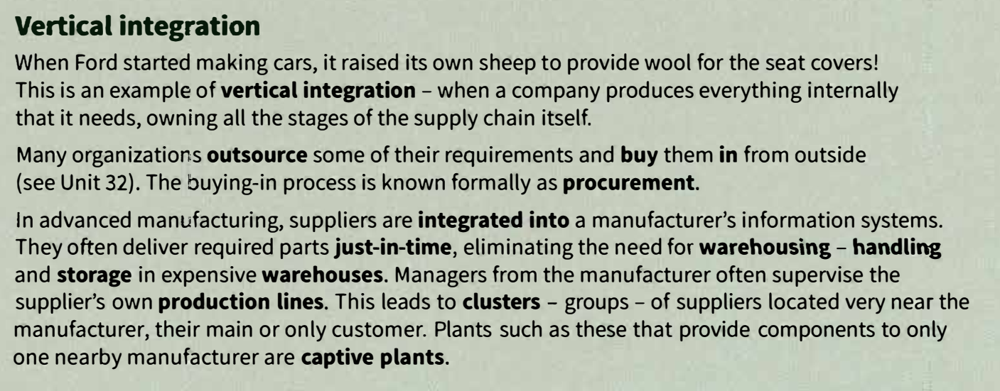 Vertical integration
When Ford started making cars, it raised its own sheep to provide wool for the seat covers!
This is an example of vertical integration – when a company produces everything internally
that it needs, owning all the stages of the supply chain itself.
Many organizations outsource some of their requirements and buy them in from outside
(see Unit 32). The buying-in process is known formally as procurement.
In advanced manufacturing, suppliers are integrated into a manufacturer's information systems.
They often deliver required parts just-in-time, eliminating the need for warehousing – handling
and storage in expensive warehouses. Managers from the manufacturer often supervise the
supplier's own production lines. This leads to clusters – groups – of suppliers located very near the
manufacturer, their main or only customer. Plants such as these that provide components to only
one nearby manufacturer are captive plants.